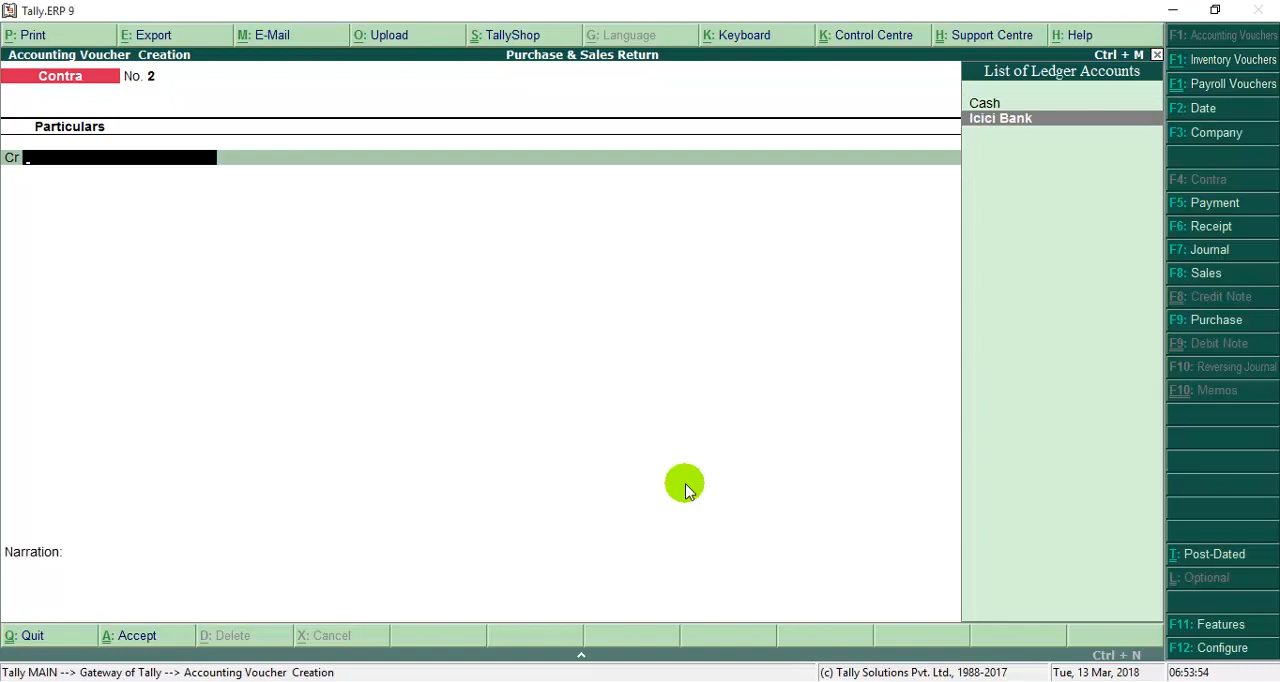 Tally.ERP 9
P: Print E: Export M: E-Mail O: Upload S: TallyShop G: Language K: Keyboard K: Control Centre H: Support Centre H: Help
Accounting Voucher Creation Purchase & Sales Return Ctrl + M
Contra No. 2
Particulars
Cr
Narration:
List of Ledger Accounts
Cash
Icici Bank
F1: Accounting Vouchers
F1: Inventory Vouchers
F1: Payroll Vouchers
F2: Date
F3: Company
F4: Contra
F5: Payment
F6: Receipt
F7: Journal
F8: Sales
F8: Credit Note
F9: Purchase
F9: Debit Note
F10: Reversing Journal
F10: Memos
T: Post-Dated
L: Optional
F11: Features
F12: Configure
Q: Quit A: Accept D: Delete X: Cancel
Ctrl + N
Tally MAIN --> Gateway of Tally --> Accounting Voucher Creation (c) Tally Solutions Pvt. Ltd., 1988-2017 Tue, 13 Mar, 2018 06:53:54